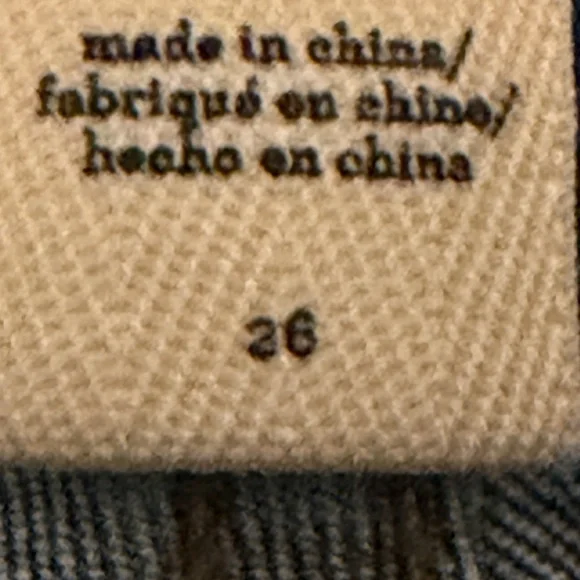 made in china/
fabriqué en chine/
hecho en china
26